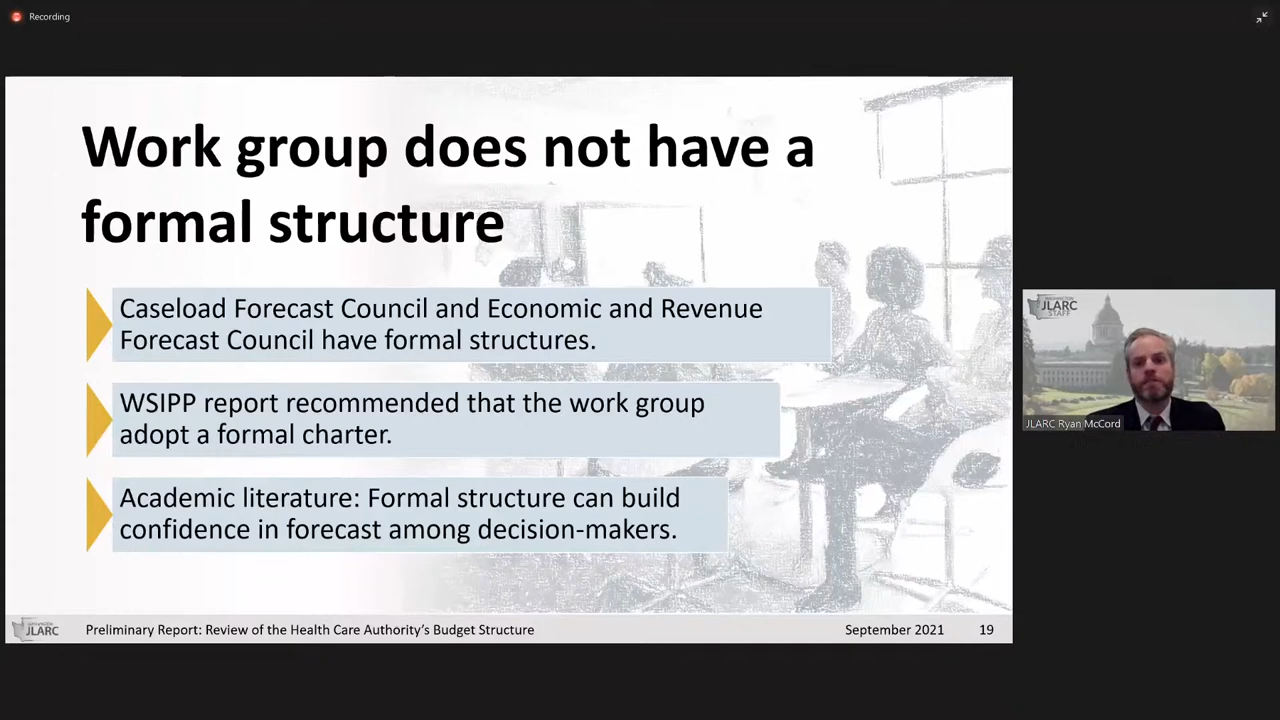 Recording
Work group does not have a
formal structure
Caseload Forecast Council and Economic and Revenue
Forecast Council have formal structures.
WSIPP report recommended that the work group
adopt a formal charter.
Academic literature: Formal structure can build
confidence in forecast among decision-makers.
JLARC
Preliminary Report: Review of the Health Care Authority's Budget Structure
September 2021
19
JLARC
STAFF
JLARC Ryan McCord